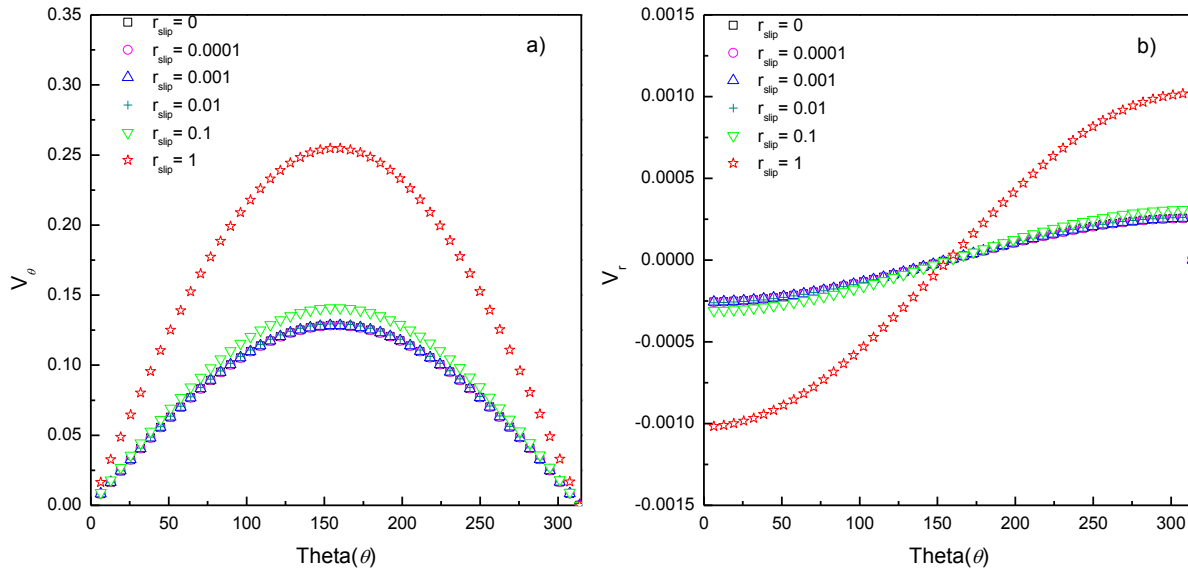 a)
r_slip = 0
r_slip = 0.0001
r_slip = 0.001
r_slip = 0.01
r_slip = 0.1
r_slip = 1
V_θ
0.35
0.30
0.25
0.20
0.15
0.10
0.05
0.00
0 50 100 150 200 250 300
Theta(θ)
b)
r_slip = 0
r_slip = 0.0001
r_slip = 0.001
r_slip = 0.01
r_slip = 0.1
r_slip = 1
V_r
0.0015
0.0010
0.0005
0.0000
-0.0005
-0.0010
-0.0015
0 50 100 150 200 250 300
Theta(θ)